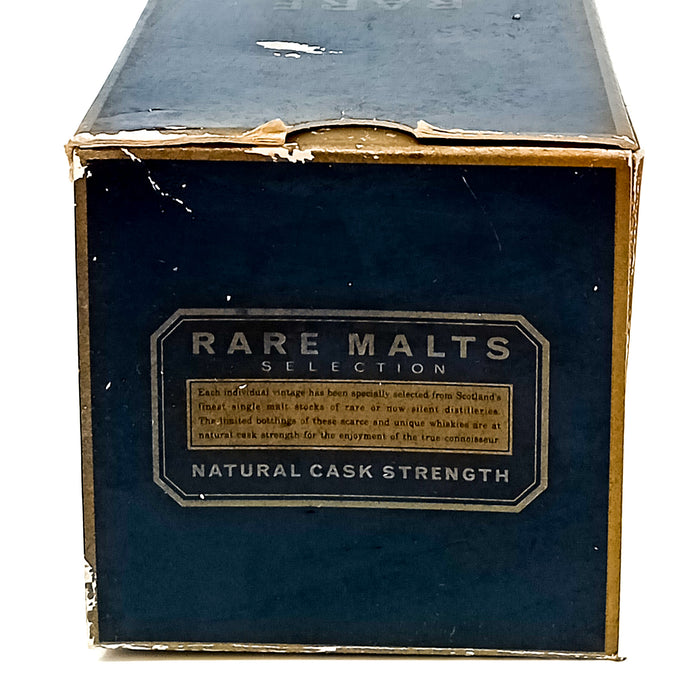 RARE
RARE MALTS
SELECTION
Each individual vintage has been specially selected from Scotland's
finest single malt stocks of rare or now silent distilleries.
The limited bottlings of these scarce and unique whiskies are at
natural cask strength for the enjoyment of the true connoisseur
NATURAL CASK STRENGTH